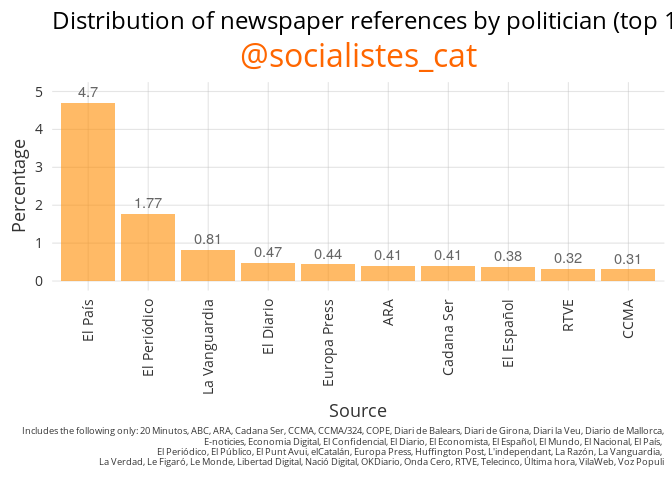 Distribution of newspaper references by politician (top 1
@socialistes_cat
Percentage
5
4
3
2
1
0
4.7
1.77
0.81
0.47
0.44
0.41
0.41
0.38
0.32
0.31
El País
El Periódico
La Vanguardia
El Diario
Europa Press
ARA
Cadana Ser
El Español
RTVE
CCMA
Source
Includes the following only: 20 Minutos, ABC, ARA, Cadana Ser, CCMA, CCMA/324, COPE, Diari de Balears, Diari de Girona, Diari la Veu, Diario de Mallorca,
E-noticies, Economia Digital, El Confidencial, El Diario, El Economista, El Español, El Mundo, El Nacional, El País,
El Periódico, El Público, El Punt Avui, elCatalán, Europa Press, Huffington Post, L'independant, La Razón, La Vanguardia,
La Verdad, Le Figaró, Le Monde, Libertad Digital, Nació Digital, OKDiario, Onda Cero, RTVE, Telecinco, Última hora, VilaWeb, Voz Populi